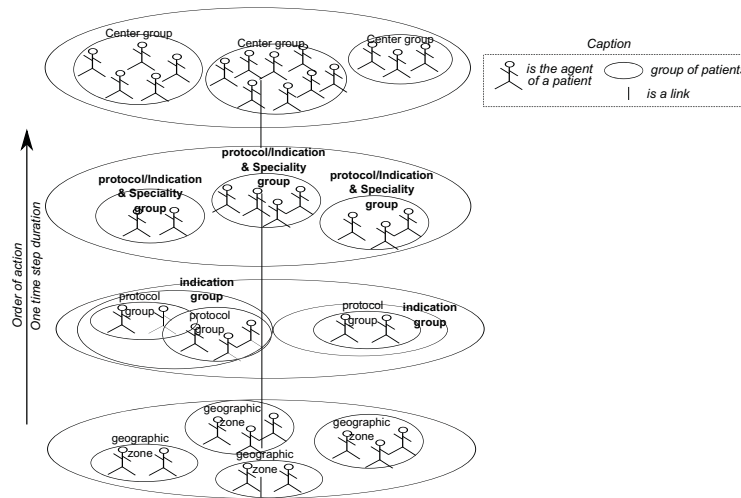 Center group
Center group
Center group
Caption
is the agent
of a patient
group of patients
is a link
protocol/Indication
& Speciality
group
protocol/Indication
& Speciality
group
protocol/Indication
& Speciality
group
Order of action
One time step duration
indication
group
protocol
group
protocol
group
protocol
group
indication
group
geographic
zone
geographic
zone
geographic
zone
geographic
zone